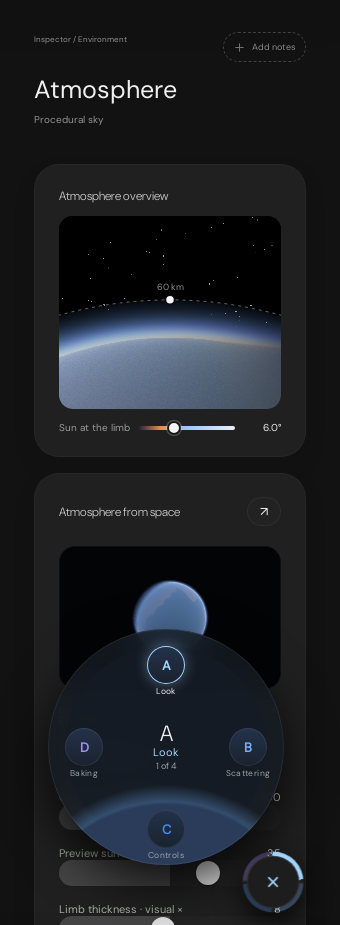 Inspector / Environment
+ Add notes
Atmosphere
Procedural sky
Atmosphere overview
60 km
Sun at the limb 6.0°
Atmosphere from space
A
Look
D
Baking
A
Look
1 of 4
B
Scattering
C
Controls
0
Preview sun
Limb thickness · visual ×